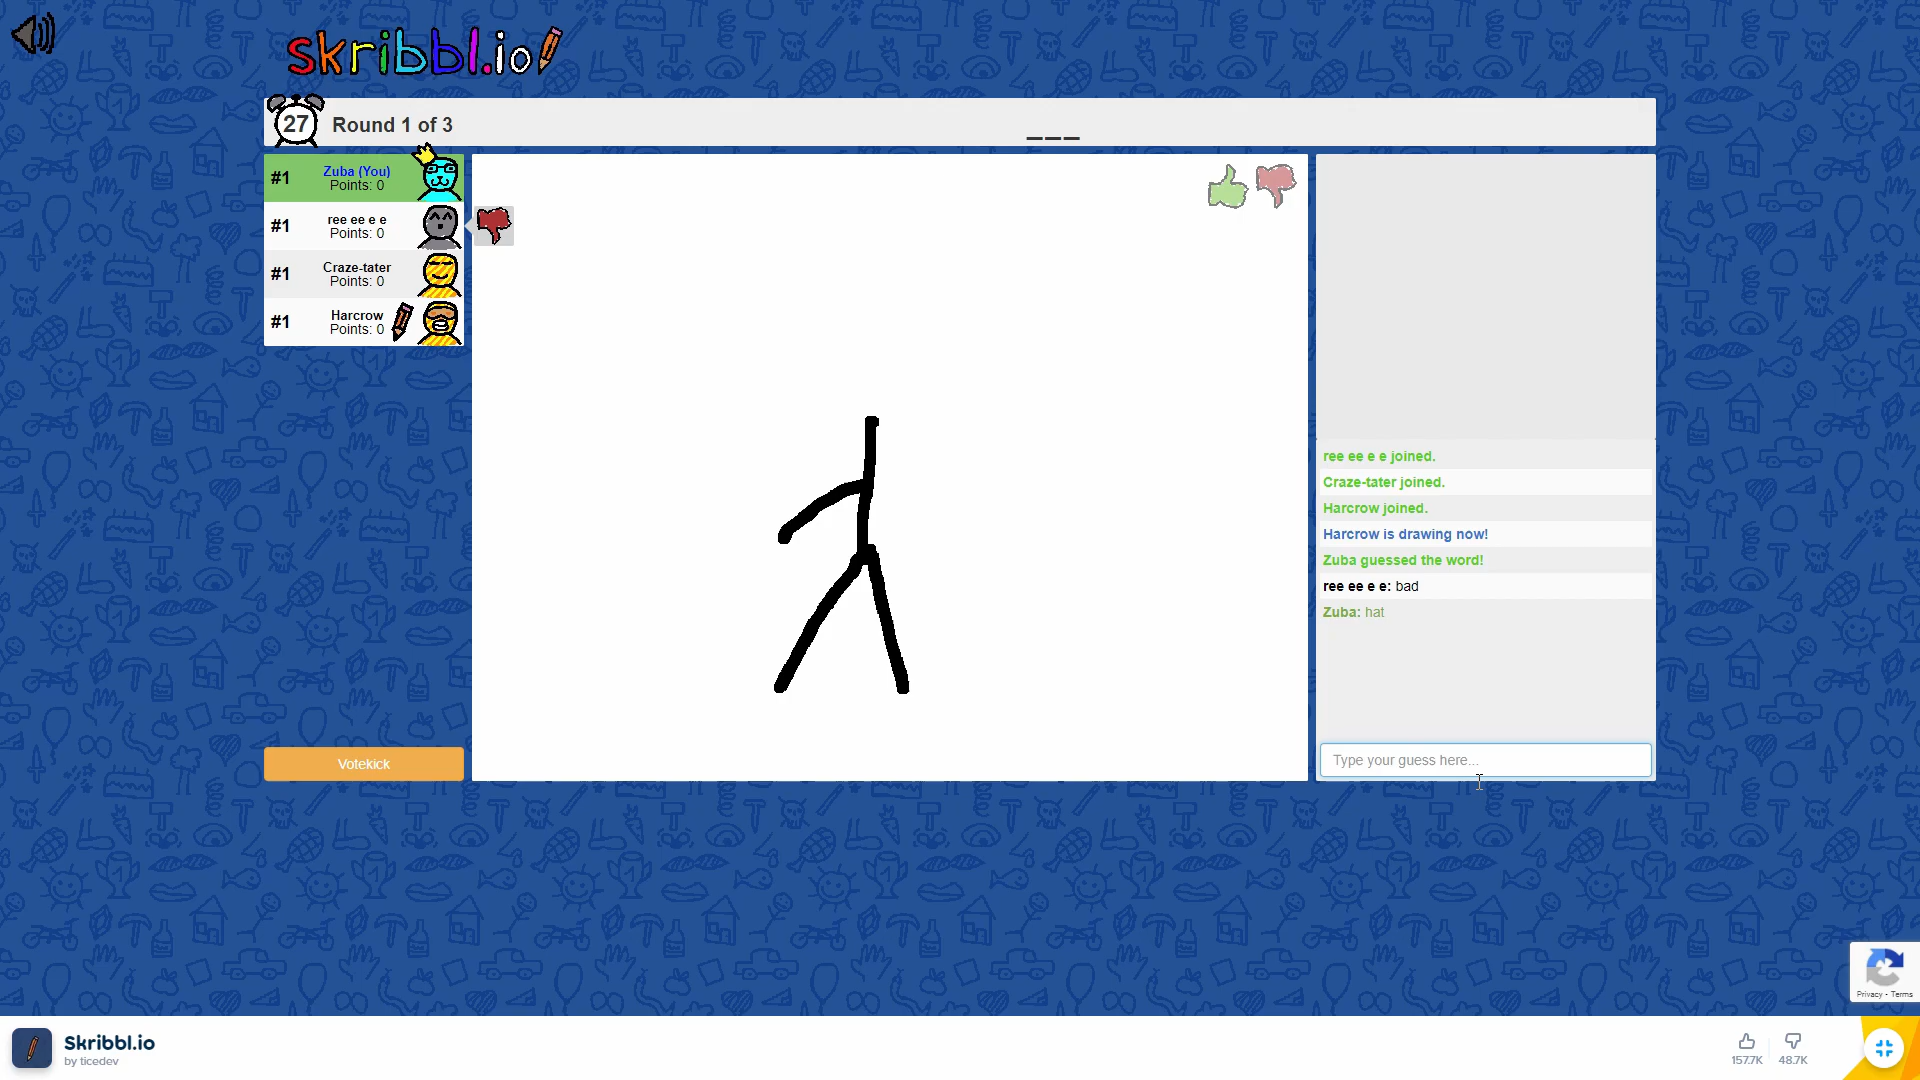 skribbl.io
27
Round 1 of 3
___
#1
Zuba (You)
Points: 0
#1
ree ee e e
Points: 0
#1
Craze-tater
Points: 0
#1
Harcrow
Points: 0
Votekick
ree ee e e joined.
Craze-tater joined.
Harcrow joined.
Harcrow is drawing now!
Zuba guessed the word!
ree ee e e: bad
Zuba: hat
Type your guess here...
Privacy - Terms
Skribbl.io
by ticedev
157.7K
48.7K